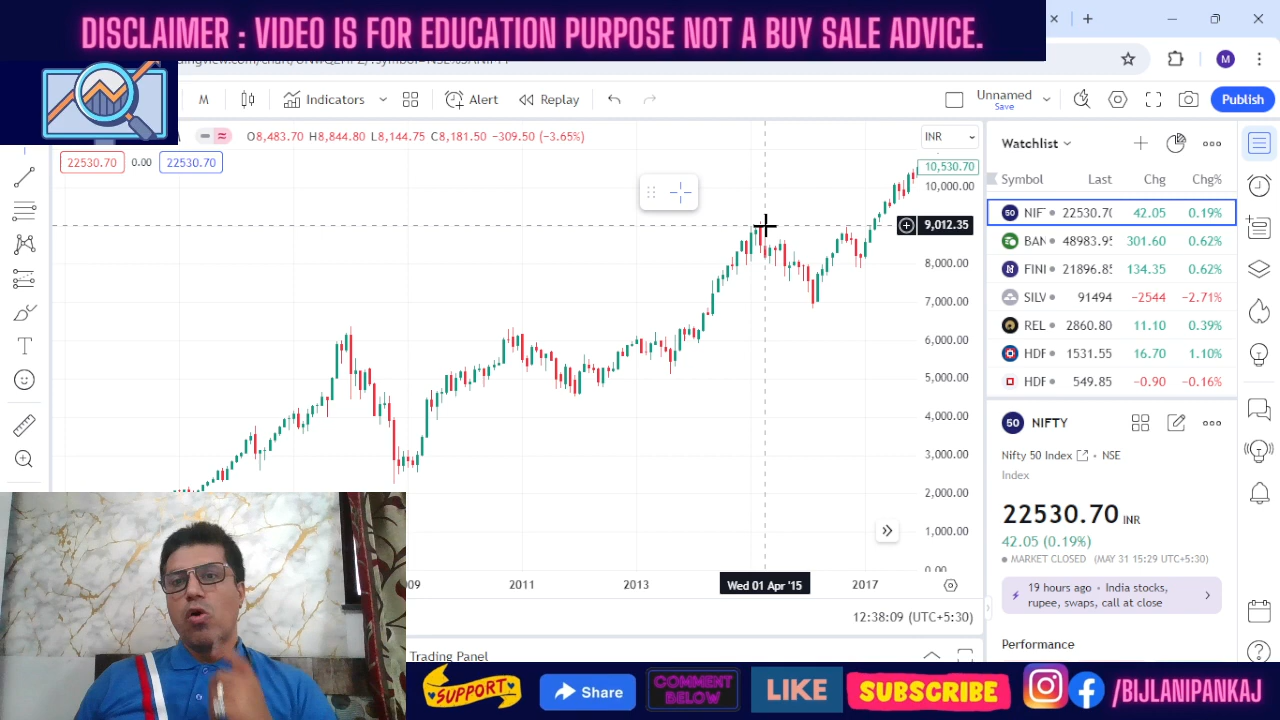 DISCLAIMER : VIDEO IS FOR EDUCATION PURPOSE NOT A BUY SALE ADVICE.
M
M
Indicators
Alert
Replay
Unnamed
Save
Publish
O8,483.70 H8,844.80 L8,144.75 C8,181.50 -309.50 (-3.65%)
INR
22530.70 0.00 22530.70
10,530.70
10,000.00
9,012.35
8,000.00
7,000.00
6,000.00
5,000.00
4,000.00
3,000.00
2,000.00
1,000.00
0.00
2011
2013
Wed 01 Apr '15
2017
12:38:09 (UTC+5:30)
Trading Panel
Watchlist
Symbol Last Chg Chg%
50 NIF 22530.70 42.05 0.19%
BAN 48983.95 301.60 0.62%
FINI 21896.85 134.35 0.62%
SILV 91494 -2544 -2.71%
REL 2860.80 11.10 0.39%
HDF 1531.55 16.70 1.10%
HDF 549.85 -0.90 -0.16%
50 NIFTY
Nifty 50 Index • NSE
Index
22530.70 INR
42.05 (0.19%)
MARKET CLOSED (MAY 31 15:29 UTC+5:30)
19 hours ago • India stocks,
rupee, swaps, call at close
Performance
SUPPORT
Share
COMMENT
BELOW
LIKE
SUBSCRIBE
/@JLANIPANKAJ